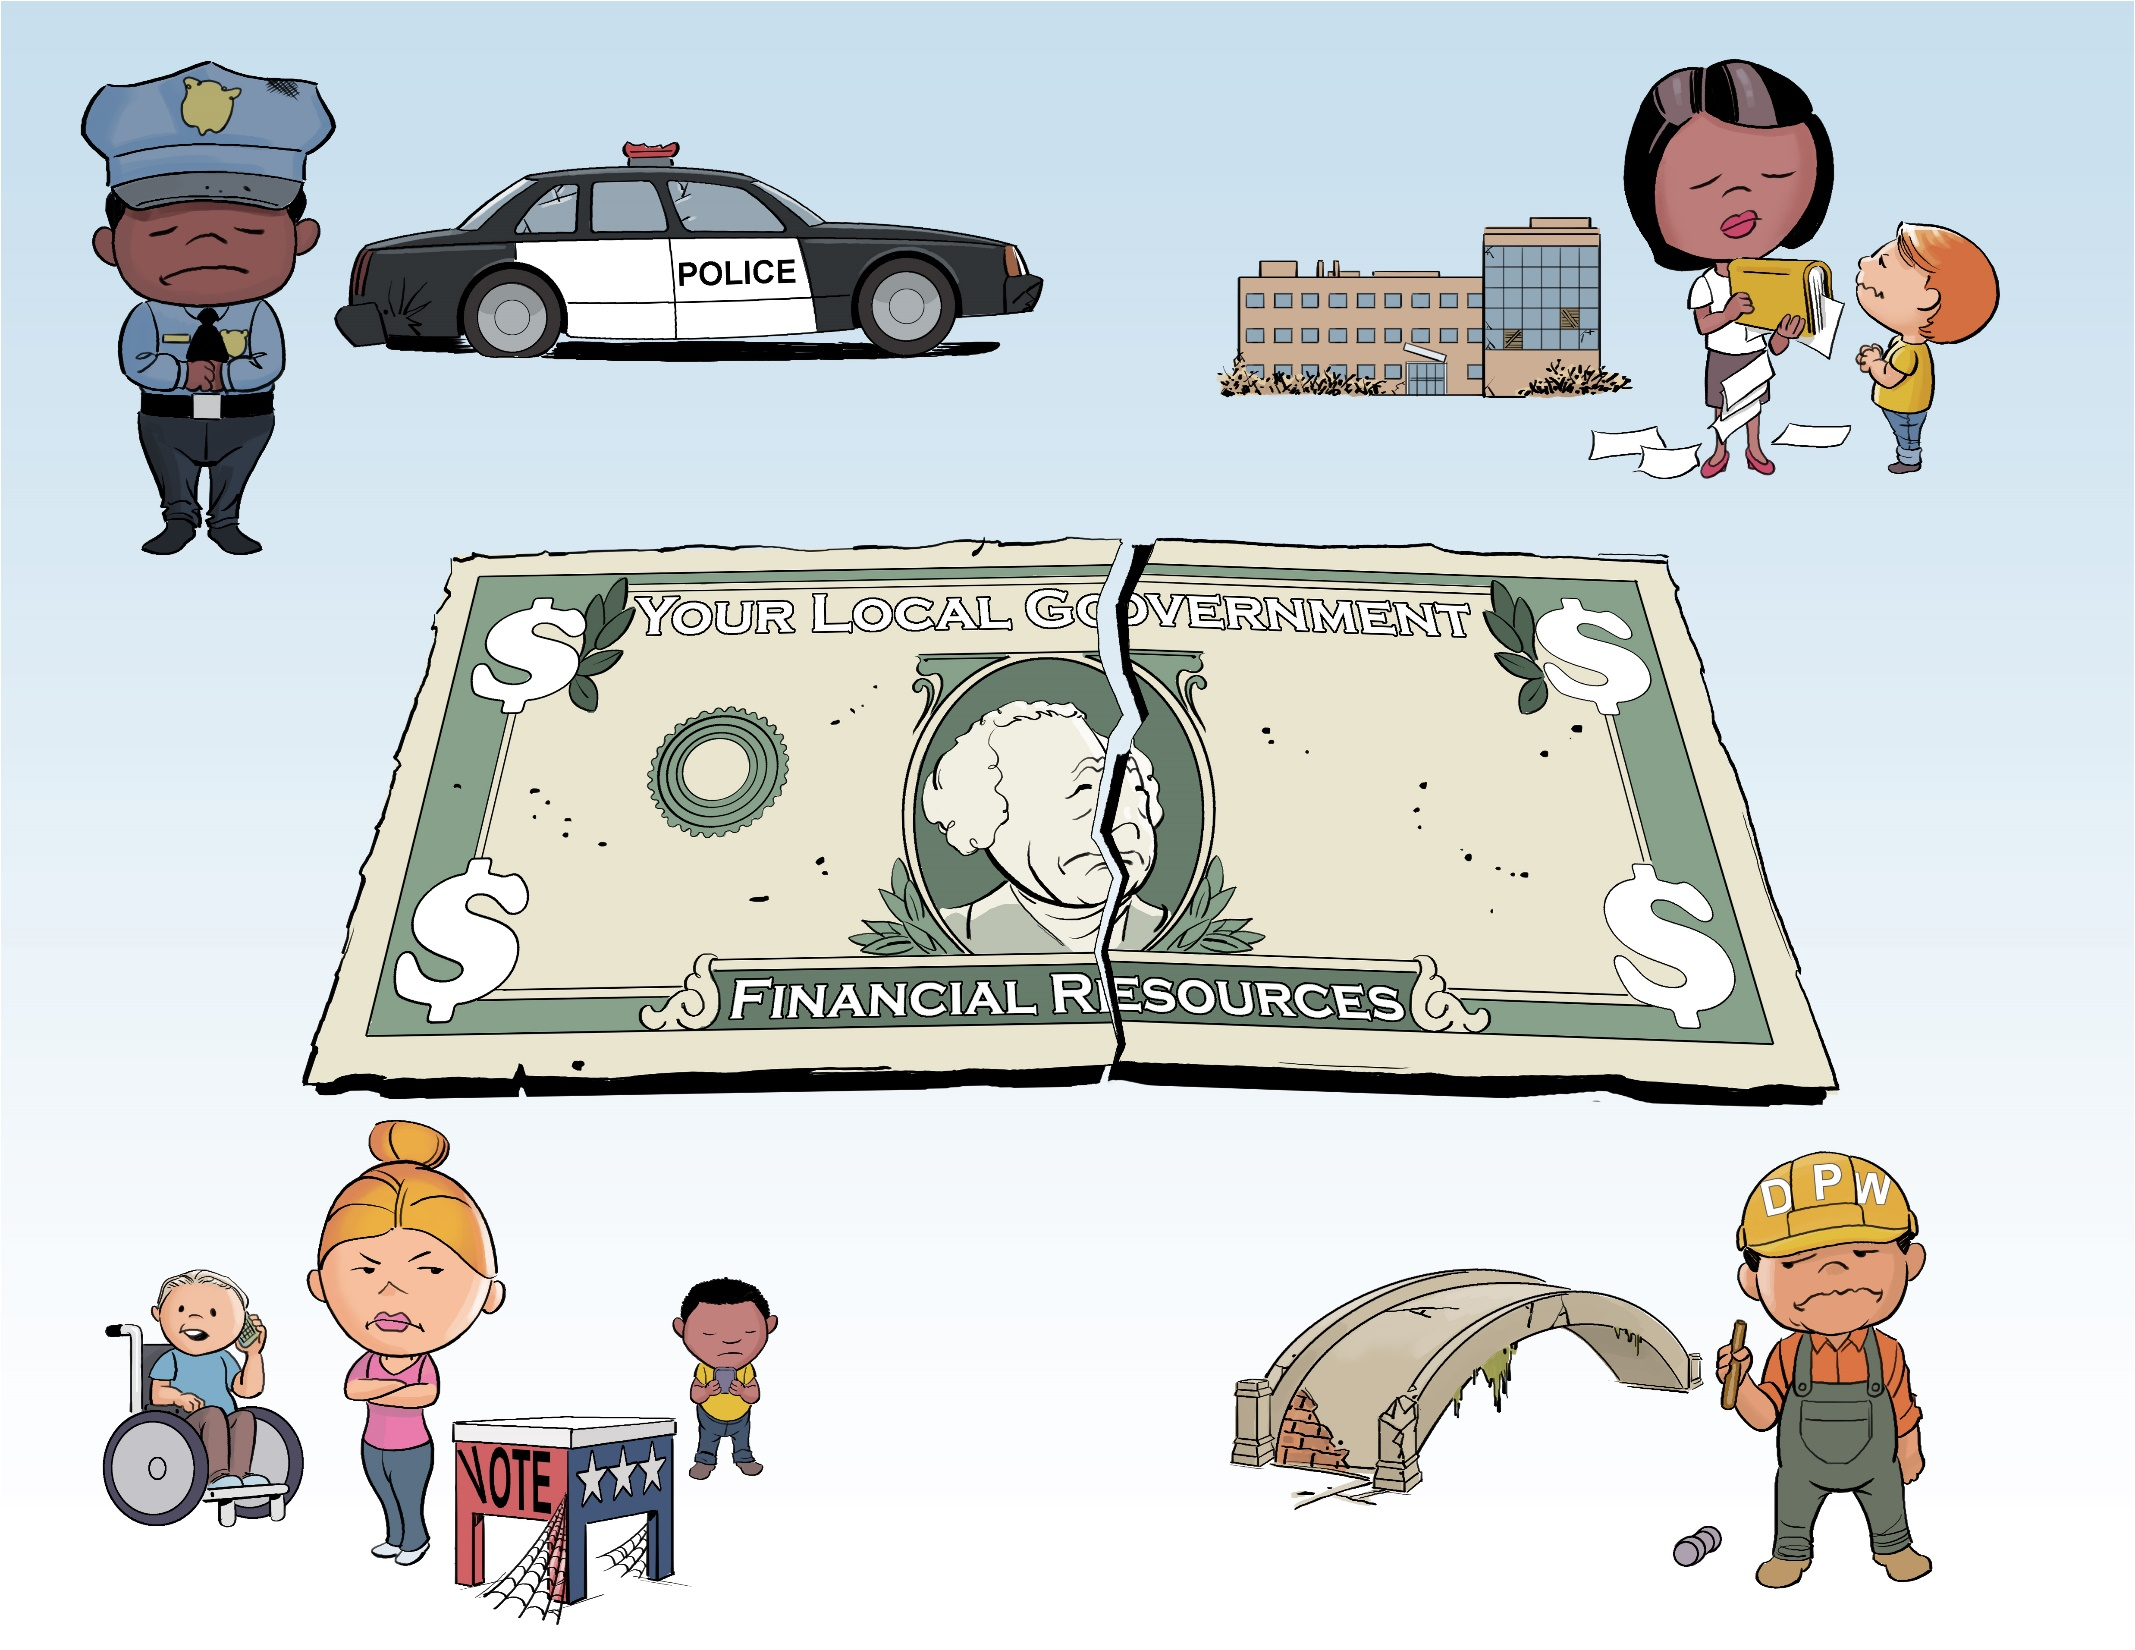 POLICE
YOUR LOCAL GOVERNMENT
FINANCIAL RESOURCES
DPW
VOTE